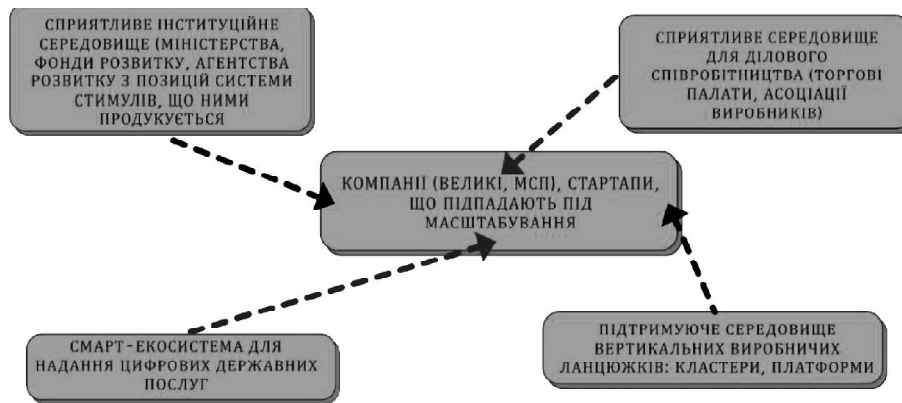 СПРИЯТЛИВЕ ІНСТИТУЦІЙНЕ
СЕРЕДОВИЩЕ (МІНІСТЕРСТВА,
ФОНДИ РОЗВИТКУ, АГЕНТСТВА
РОЗВИТКУ З ПОЗИЦІЙ СИСТЕМИ
СТИМУЛІВ, ЩО НИМИ
ПРОДУКУЄТЬСЯ
СПРИЯТЛИВЕ СЕРЕДОВИЩЕ
ДЛЯ ДІЛОВОГО
СПІВРОБІТНИЦТВА (ТОРГОВІ
ПАЛАТИ, АСОЦІАЦІЇ
ВИРОБНИКІВ)
КОМПАНІЇ (ВЕЛИКІ, МСП), СТАРТАПИ,
ЩО ПІДПАДАЮТЬ ПІД
МАСШТАБУВАННЯ
СМАРТ-ЕКОСИСТЕМА ДЛЯ
НАДАННЯ ЦИФРОВИХ ДЕРЖАВНИХ
ПОСЛУГ
ПІДТРИМУЮЧЕ СЕРЕДОВИЩЕ
ВЕРТИКАЛЬНИХ ВИРОБНИЧИХ
ЛАНЦЮЖКІВ: КЛАСТЕРИ, ПЛАТФОРМИ